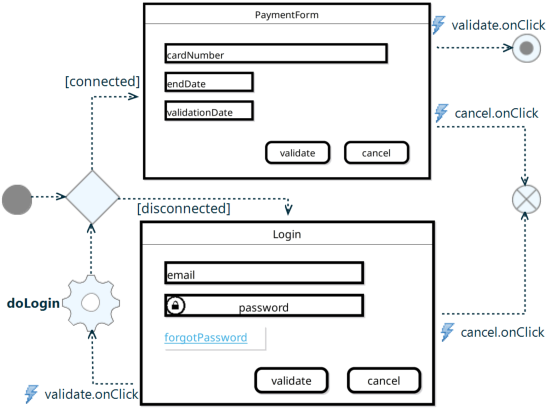 PaymentForm
validate.onClick
cardNumber
[connected]
endDate
validationDate
cancel.onClick
validate
cancel
[disconnected]
Login
email
doLogin
password
forgotPassword
cancel.onClick
validate
cancel
validate.onClick